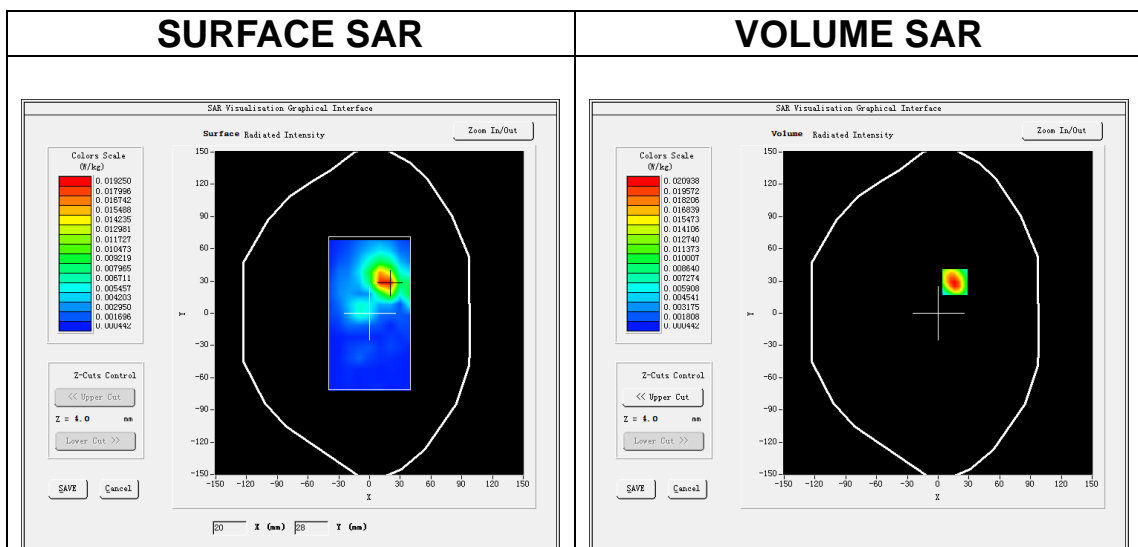 SURFACE SAR
VOLUME SAR
SAR Visualisation Graphical Interface
Surface Radiated Intensity
Zoom In/Out
Colors Scale
(W/kg)
0.019250
0.017996
0.016742
0.015488
0.014235
0.012981
0.011727
0.010473
0.009219
0.007965
0.006711
0.005457
0.004203
0.002950
0.001696
0.000442
150
120
90
60
30
0
-30
-60
-90
-120
-150
Y
-150 -120 -90 -60 -30 0 30 60 90 120 150
X
Z-Cuts Control
<< Upper Cut
Z = 4.0 mm
Lower Cut >>
SAVE Cancel
20 X (mm) 28 Y (mm)
SAR Visualisation Graphical Interface
Volume Radiated Intensity
Zoom In/Out
Colors Scale
(W/kg)
0.020938
0.019572
0.018206
0.016839
0.015473
0.014106
0.012740
0.011373
0.010007
0.008640
0.007274
0.005908
0.004541
0.003175
0.001808
0.000442
150
120
90
60
30
0
-30
-60
-90
-120
-150
Y
-150 -120 -90 -60 -30 0 30 60 90 120 150
X
Z-Cuts Control
<< Upper Cut
Z = 4.0 mm
Lower Cut >>
SAVE Cancel